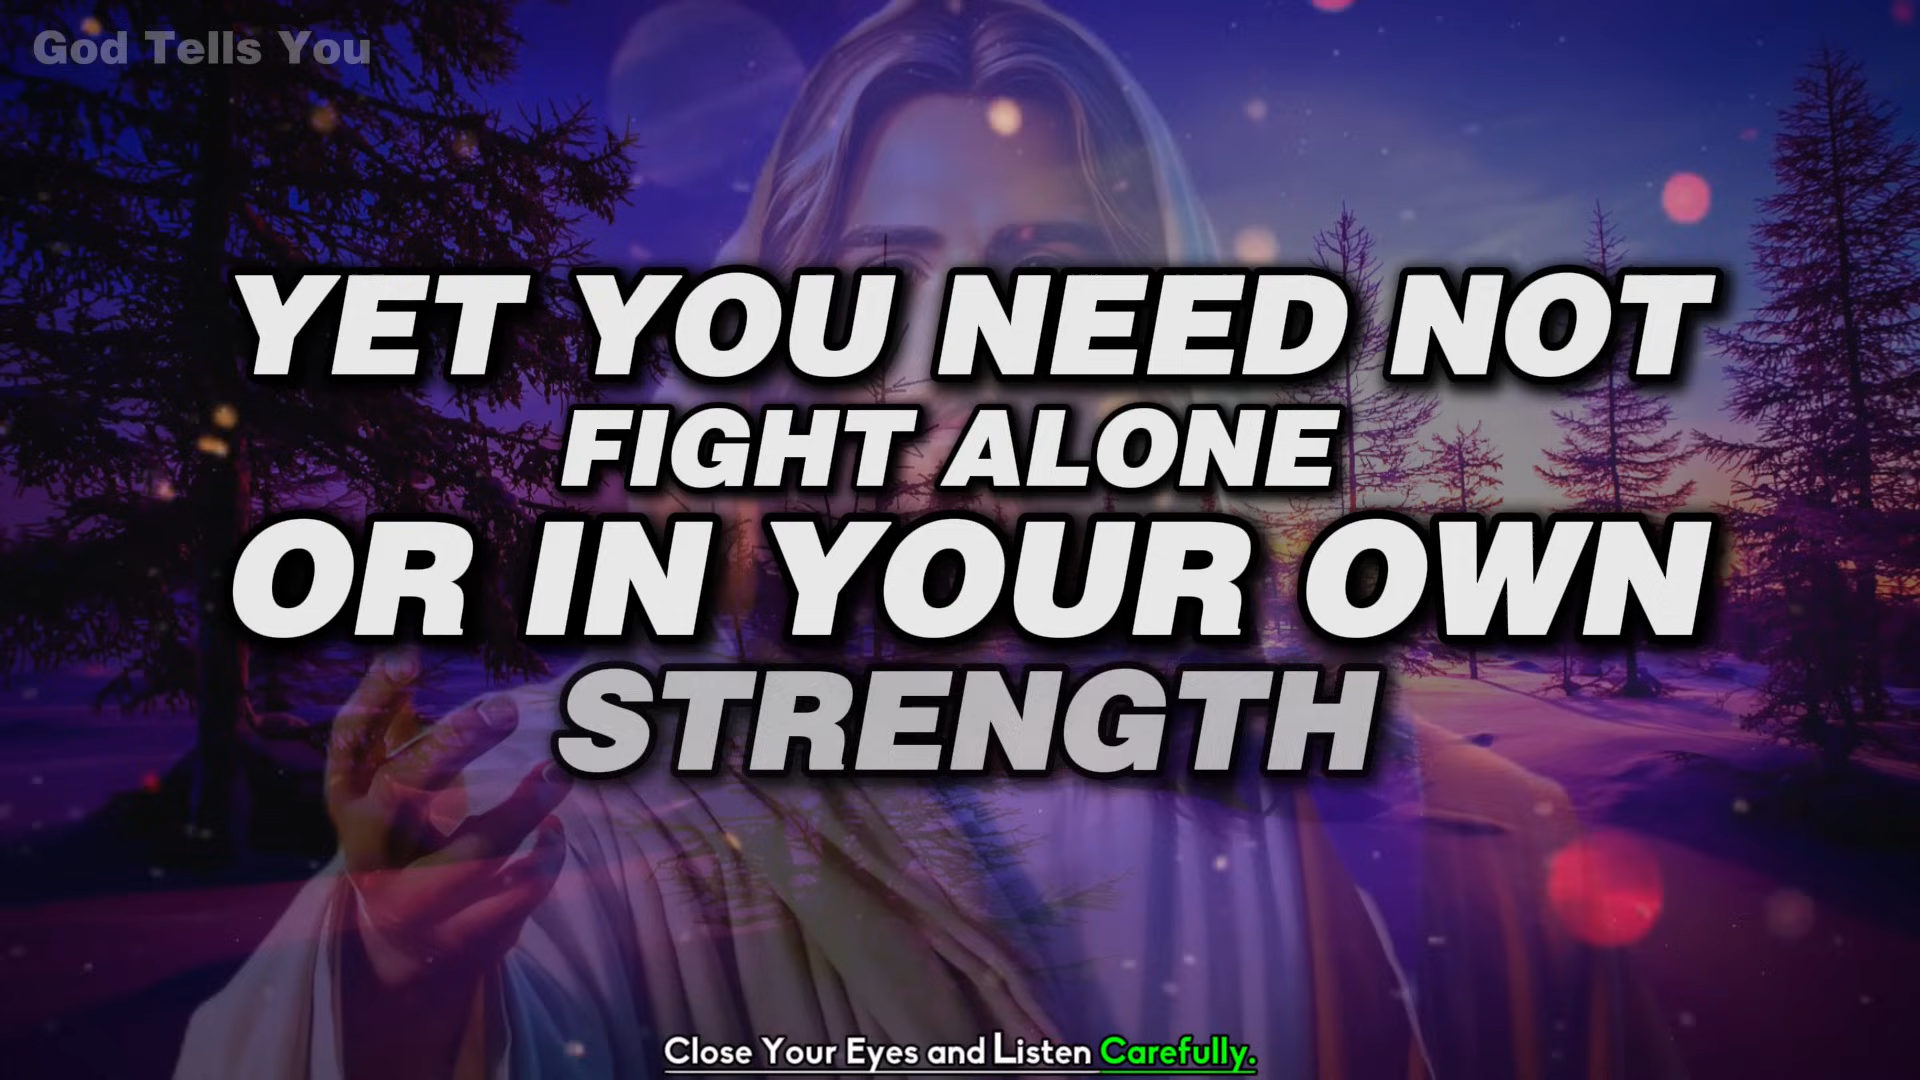 God Tells You
YET YOU NEED NOT
FIGHT ALONE
OR IN YOUR OWN
STRENGTH
Close Your Eyes and Listen Carefully.